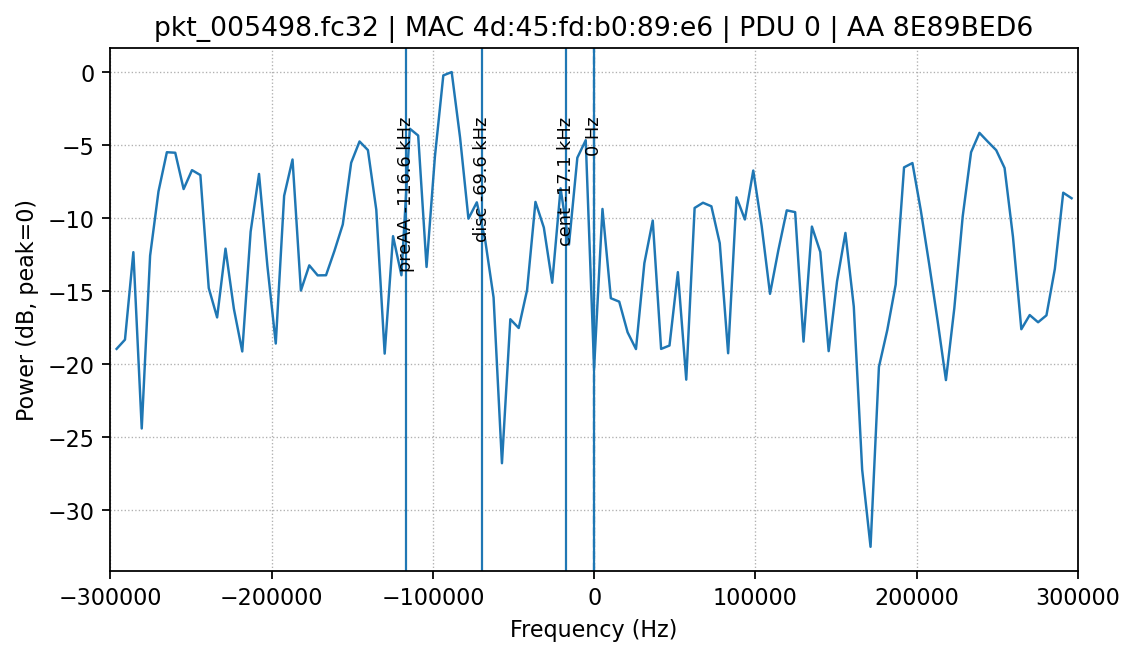 pkt_005498.fc32 | MAC 4d:45:fd:b0:89:e6 | PDU 0 | AA 8E89BED6
Power (dB, peak=0)
0
−5
−10
−15
−20
−25
−30
preAA −116.6 kHz
disc −69.6 kHz
cent −17.1 kHz
0 Hz
−300000
−200000
−100000
0
100000
200000
300000
Frequency (Hz)